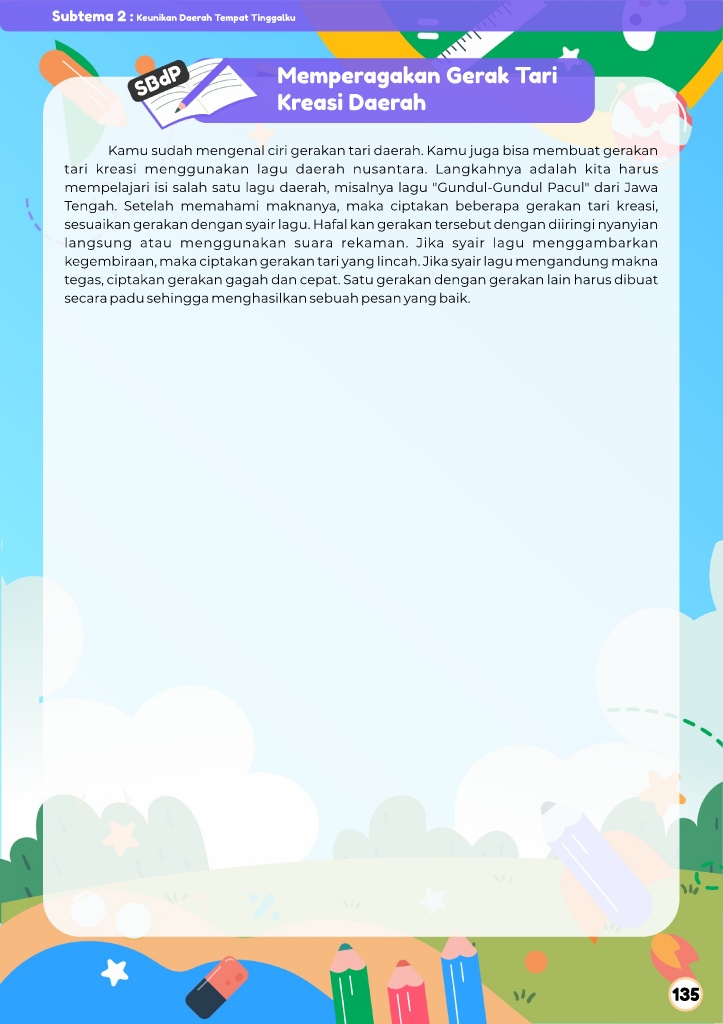 Subtema 2 : Keunikan Daerah Tempat Tinggalku
SBdP
Memperagakan Gerak Tari
Kreasi Daerah
Kamu sudah mengenal ciri gerakan tari daerah. Kamu juga bisa membuat gerakan
tari kreasi menggunakan lagu daerah nusantara. Langkahnya adalah kita harus
mempelajari isi salah satu lagu daerah, misalnya lagu "Gundul-Gundul Pacul" dari Jawa
Tengah. Setelah memahami maknanya, maka ciptakan beberapa gerakan tari kreasi,
sesuaikan gerakan dengan syair lagu. Hafal kan gerakan tersebut dengan diiringi nyanyian
langsung atau menggunakan suara rekaman. Jika syair lagu menggambarkan
kegembiraan, maka ciptakan gerakan tari yang lincah. Jika syair lagu mengandung makna
tegas, ciptakan gerakan gagah dan cepat. Satu gerakan dengan gerakan lain harus dibuat
secara padu sehingga menghasilkan sebuah pesan yang baik.
135